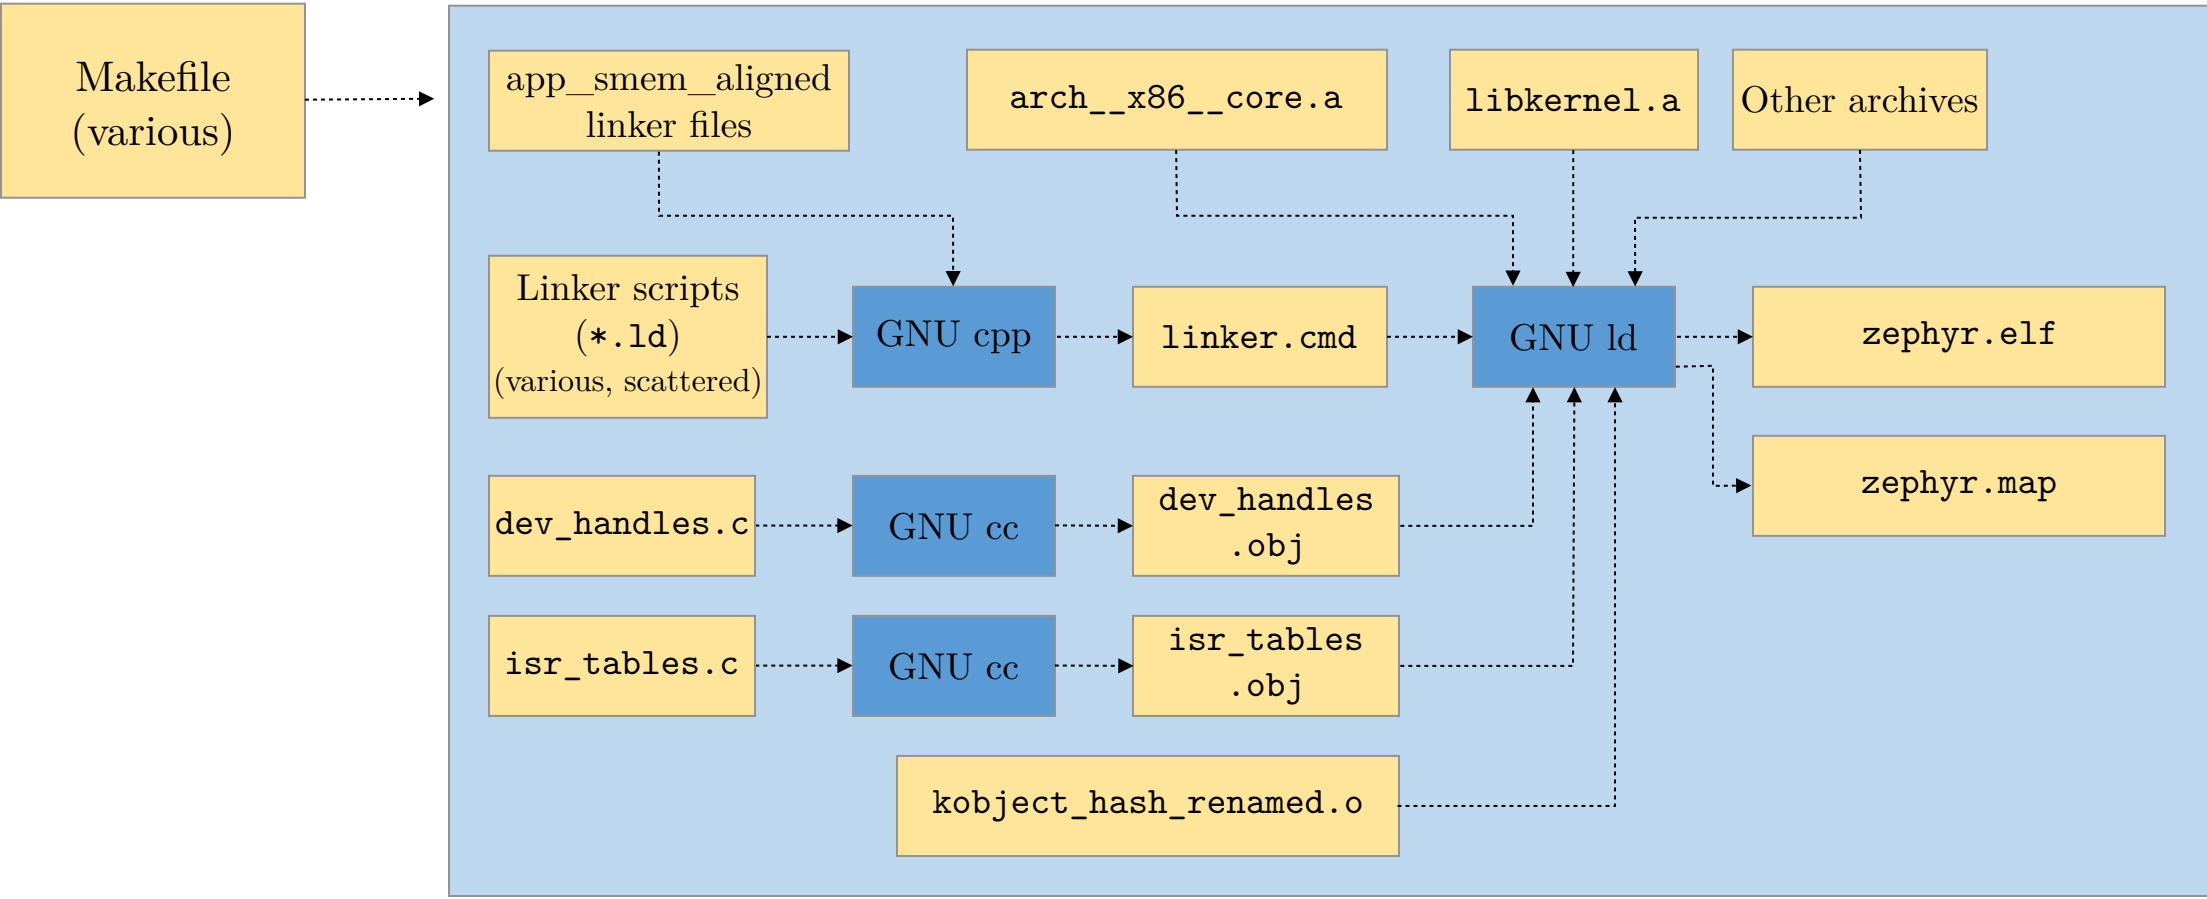 Makefile
(various)
app_smem_aligned
linker files
arch__x86__core.a
libkernel.a
Other archives
Linker scripts
(*.ld)
(various, scattered)
GNU cpp
linker.cmd
GNU ld
zephyr.elf
zephyr.map
dev_handles.c
GNU cc
dev_handles
.obj
isr_tables.c
GNU cc
isr_tables
.obj
kobject_hash_renamed.o